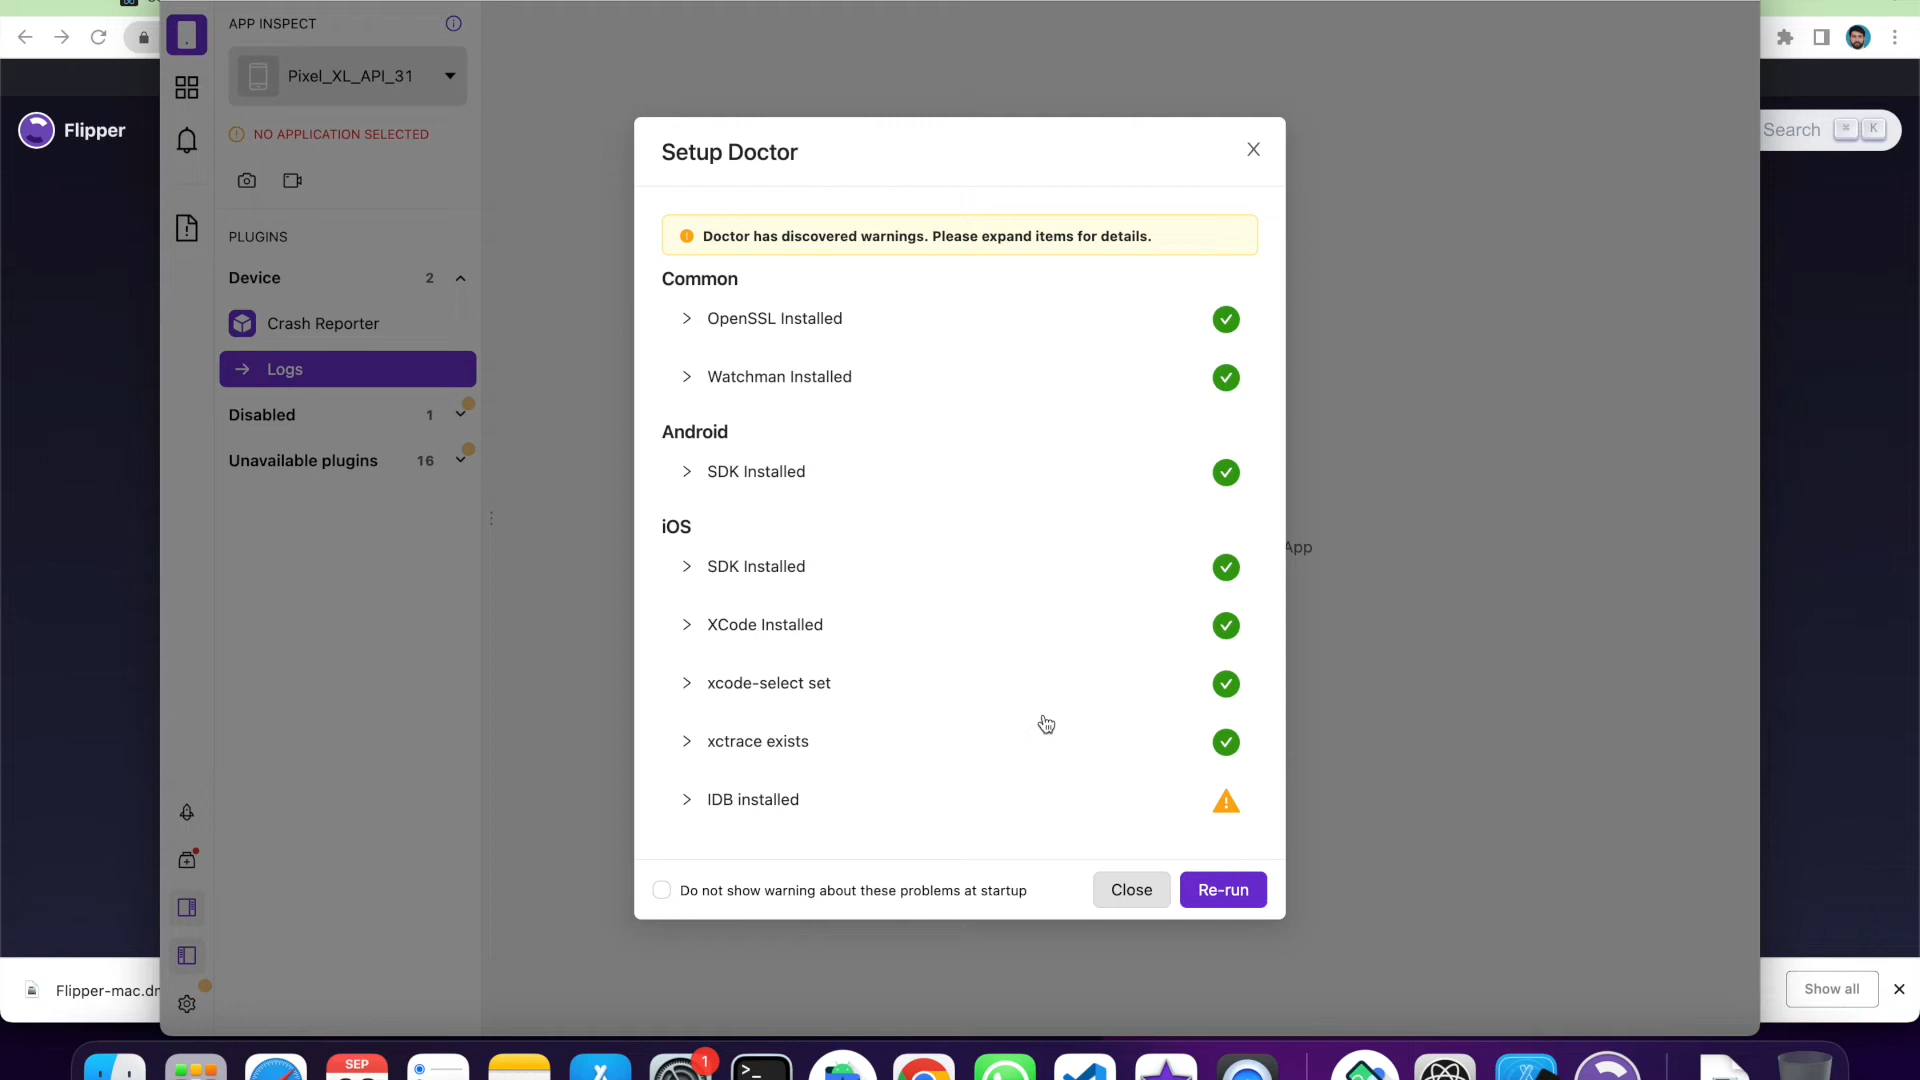 APP INSPECT
Pixel_XL_API_31
Flipper
NO APPLICATION SELECTED
Search ⌘ K
PLUGINS
Device 2
Crash Reporter
Logs
Disabled 1
Unavailable plugins 16
Setup Doctor
Doctor has discovered warnings. Please expand items for details.
Common
OpenSSL Installed
Watchman Installed
Android
SDK Installed
iOS
SDK Installed
App
XCode Installed
xcode-select set
xctrace exists
IDB installed
Do not show warning about these problems at startup
Close
Re-run
Flipper-mac.dm
Show all
SEP
1